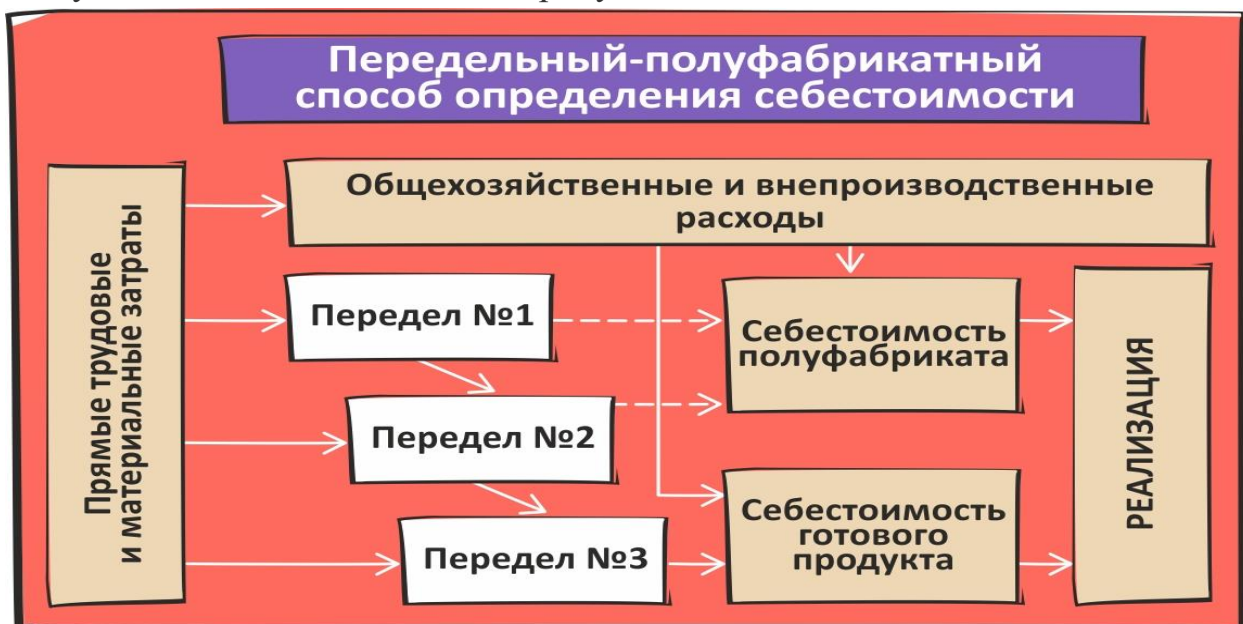 Передельный-полуфабрикатный
способ определения себестоимости
Общехозяйственные и внепроизводственные
расходы
Прямые трудовые
и материальные затраты
Передел №1
Передел №2
Передел №3
Себестоимость
полуфабриката
Себестоимость
готового
продукта
РЕАЛИЗАЦИЯ